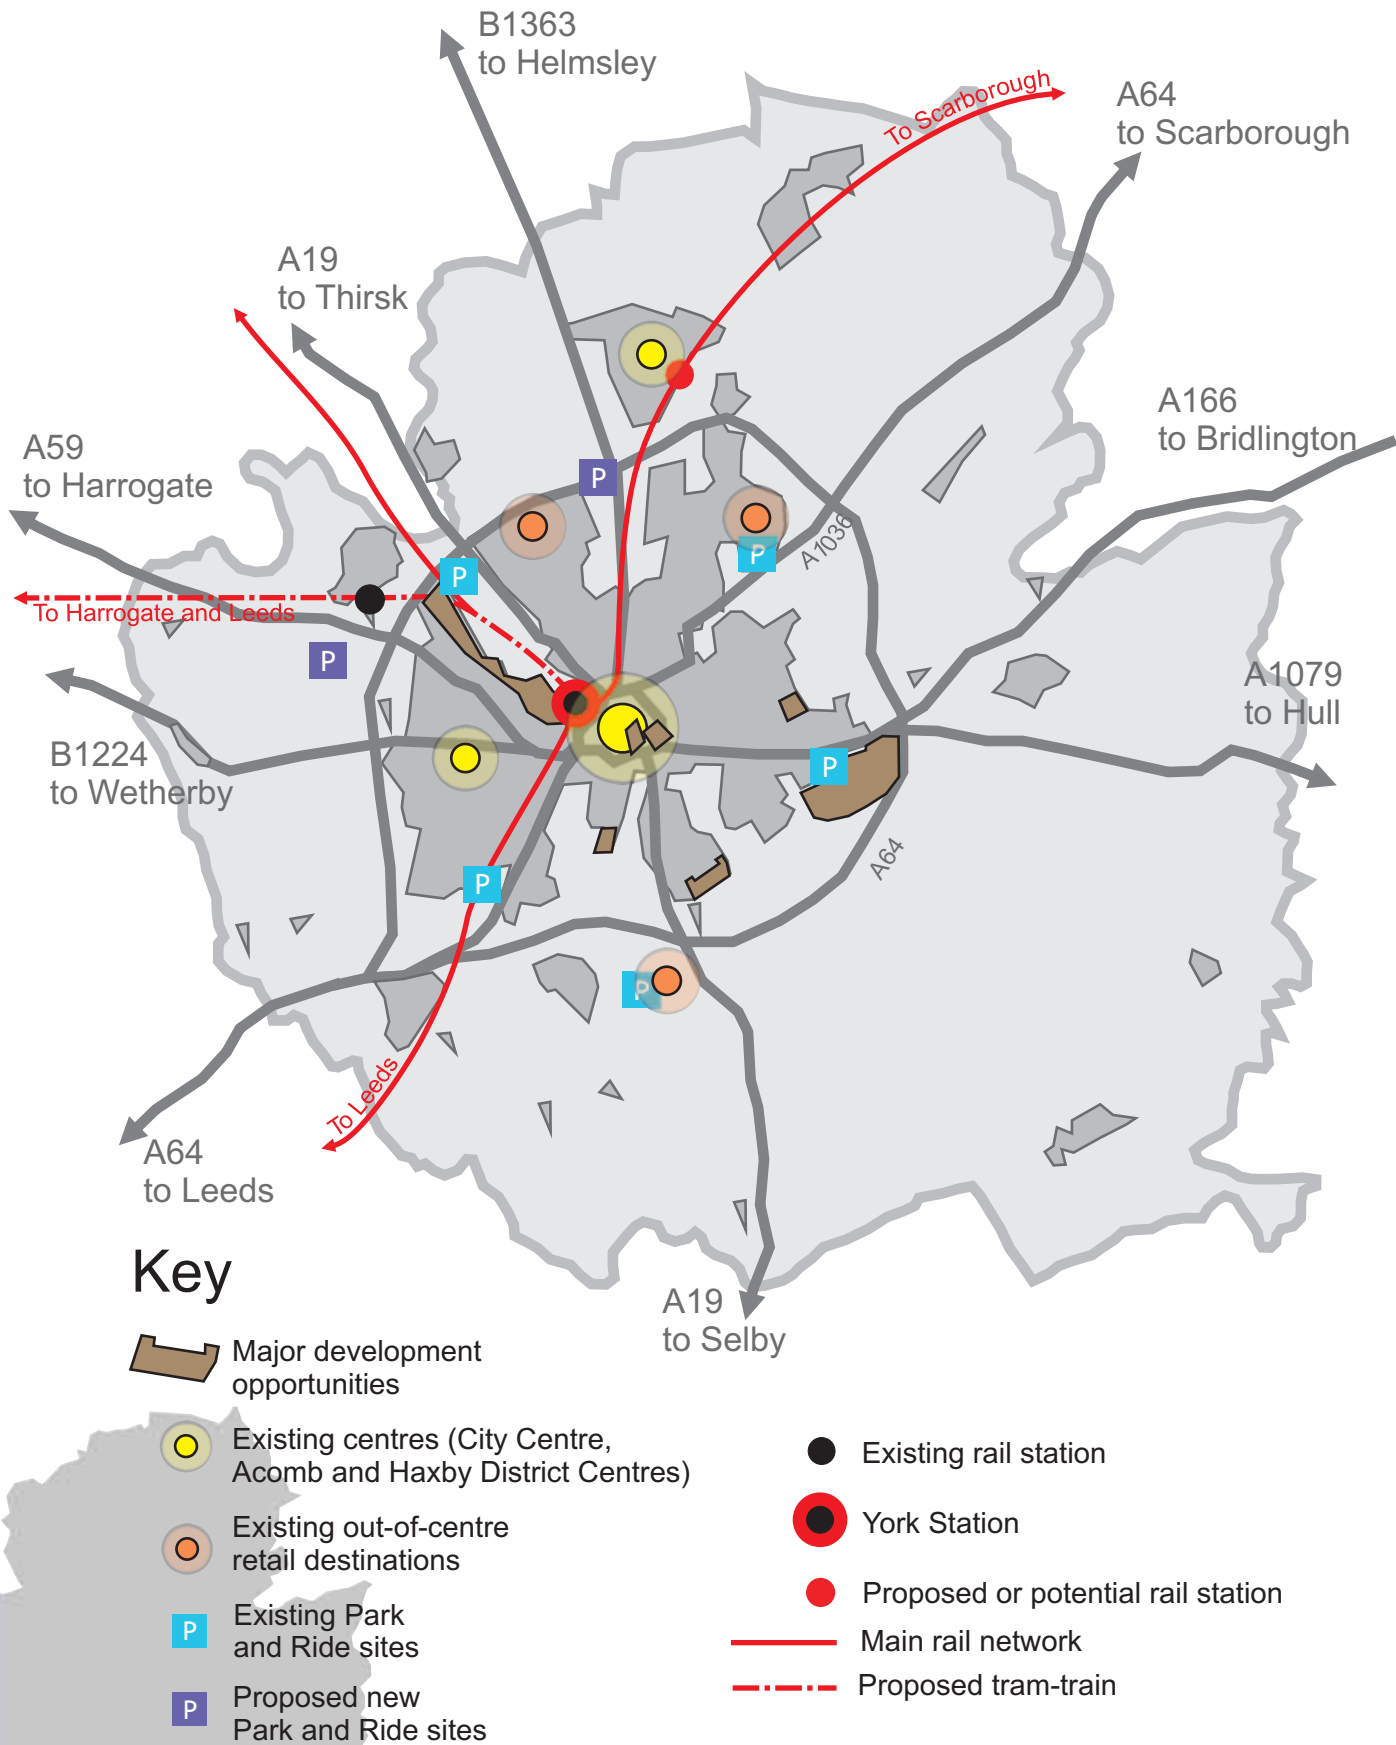 B1363
to Helmsley
To Scarborough
A64
to Scarborough
A19
to Thirsk
A166
to Bridlington
A59
to Harrogate
P
P
A1036
P
P
To Harrogate and Leeds
P
A1079
to Hull
B1224
to Wetherby
P
A64
P
P
To Leeds
A64
to Leeds
A19
to Selby
Key
Major development
opportunities
Existing centres (City Centre,
Acomb and Haxby District Centres)
Existing out-of-centre
retail destinations
P
Existing Park
and Ride sites
P
Proposed new
Park and Ride sites
Existing rail station
York Station
Proposed or potential rail station
Main rail network
Proposed tram-train